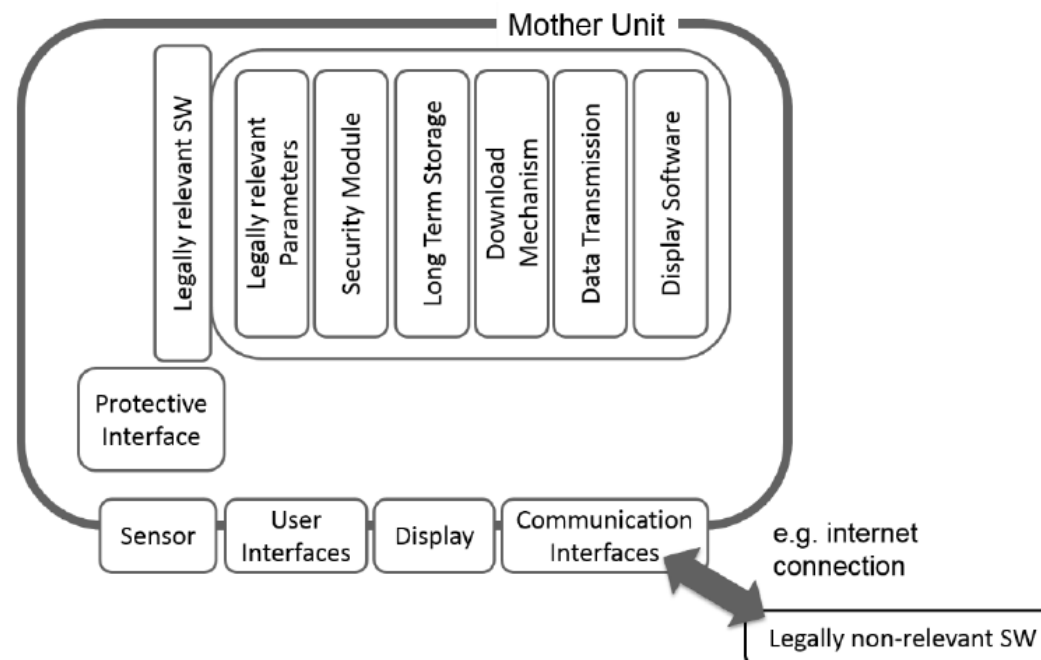 Mother Unit
Legally relevant SW
Legally relevant
Parameters
Security Module
Long Term Storage
Download
Mechanism
Data Transmission
Display Software
Protective
Interface
Sensor
User
Interfaces
Display
Communication
Interfaces
e.g. internet
connection
Legally non-relevant SW